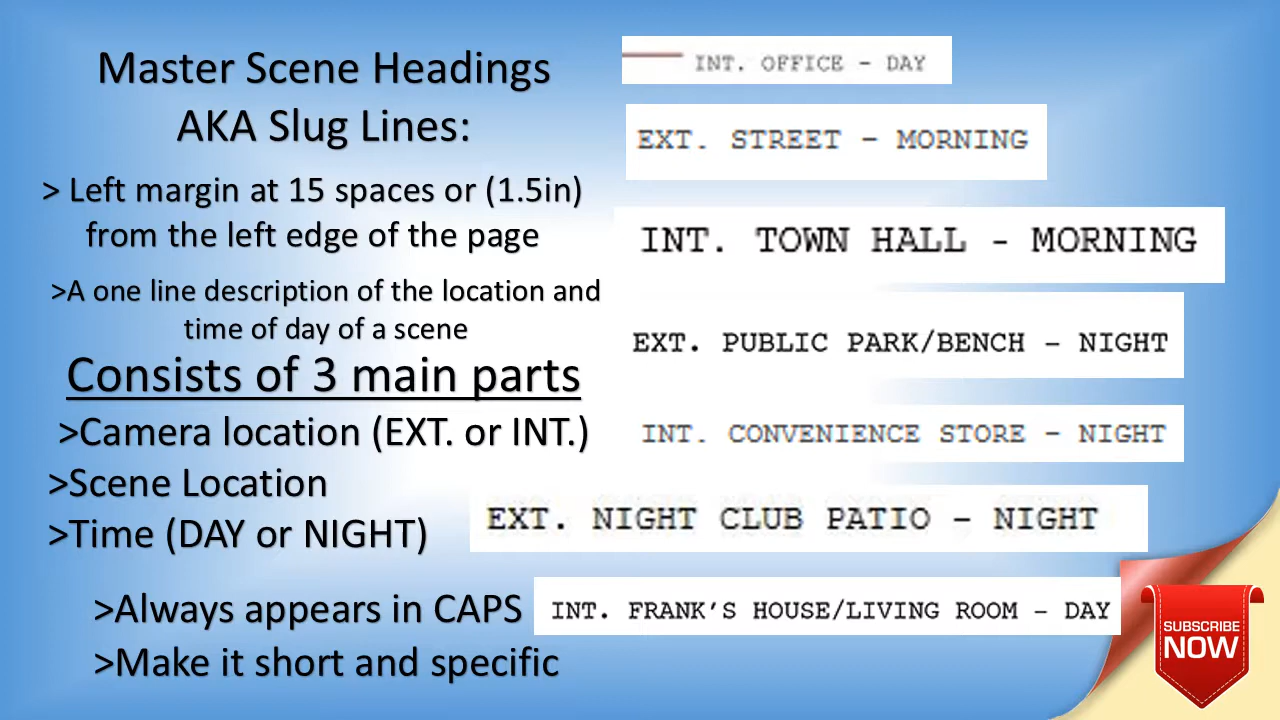 Master Scene Headings
AKA Slug Lines:
> Left margin at 15 spaces or (1.5in)
from the left edge of the page
>A one line description of the location and
time of day of a scene
Consists of 3 main parts
>Camera location (EXT. or INT.)
>Scene Location
>Time (DAY or NIGHT)
>Always appears in CAPS
>Make it short and specific
INT. OFFICE - DAY
EXT. STREET - MORNING
INT. TOWN HALL - MORNING
EXT. PUBLIC PARK/BENCH – NIGHT
INT. CONVENIENCE STORE - NIGHT
EXT. NIGHT CLUB PATIO – NIGHT
INT. FRANK’S HOUSE/LIVING ROOM – DAY
SUBSCRIBE
NOW